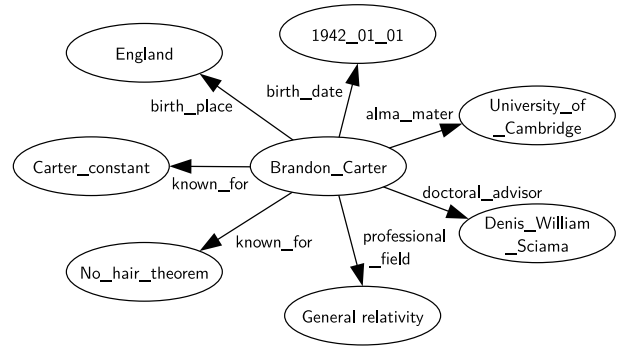 1942_01_01
England
birth_place
birth_date
alma_mater
University_of
_Cambridge
Carter_constant
known_for
Brandon_Carter
doctoral_advisor
Denis_William
_Sciama
known_for
professional
_field
No_hair_theorem
General relativity